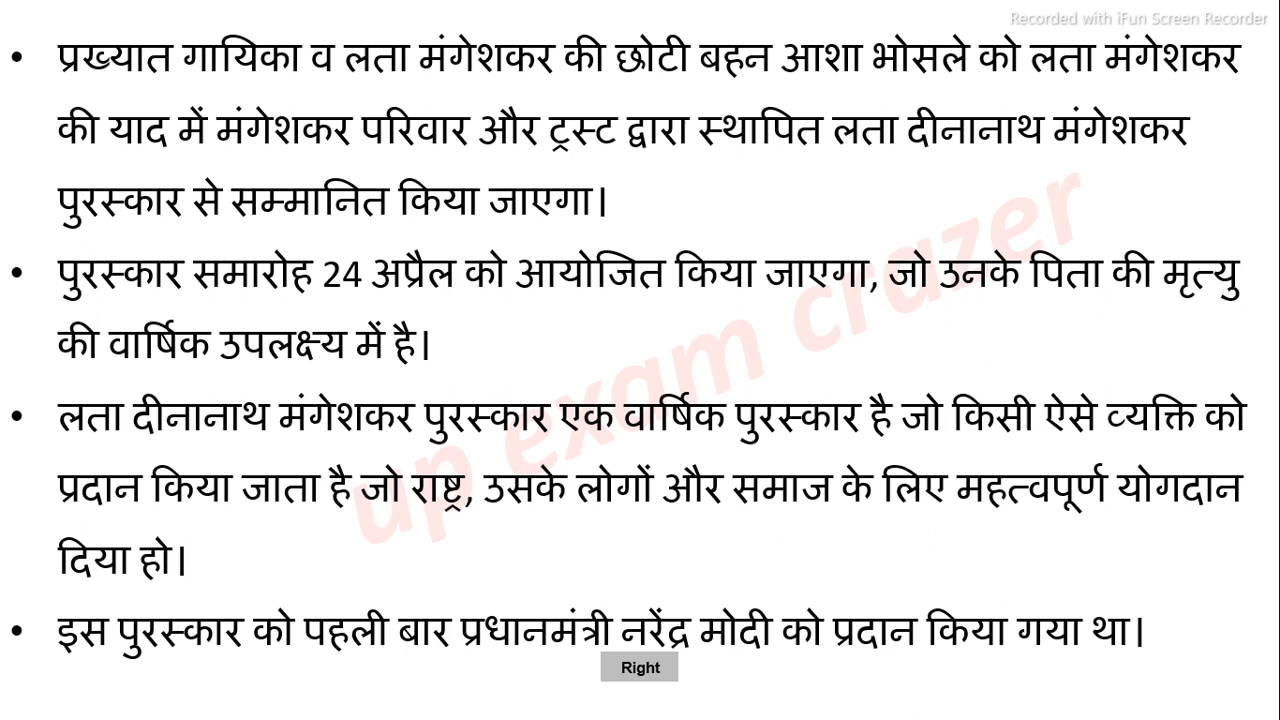 Recorded with iFun Screen Recorder
• प्रख्यात गायिका व लता मंगेशकर की छोटी बहन आशा भोसले को लता मंगेशकर
की याद में मंगेशकर परिवार और ट्रस्ट द्वारा स्थापित लता दीनानाथ मंगेशकर
पुरस्कार से सम्मानित किया जाएगा।
• पुरस्कार समारोह 24 अप्रैल को आयोजित किया जाएगा, जो उनके पिता की मृत्यु
की वार्षिक उपलक्ष्य में है।
• लता दीनानाथ मंगेशकर पुरस्कार एक वार्षिक पुरस्कार है जो किसी ऐसे व्यक्ति को
प्रदान किया जाता है जो राष्ट्र, उसके लोगों और समाज के लिए महत्वपूर्ण योगदान
दिया हो।
• इस पुरस्कार को पहली बार प्रधानमंत्री नरेंद्र मोदी को प्रदान किया गया था।
Right
up exam crazer